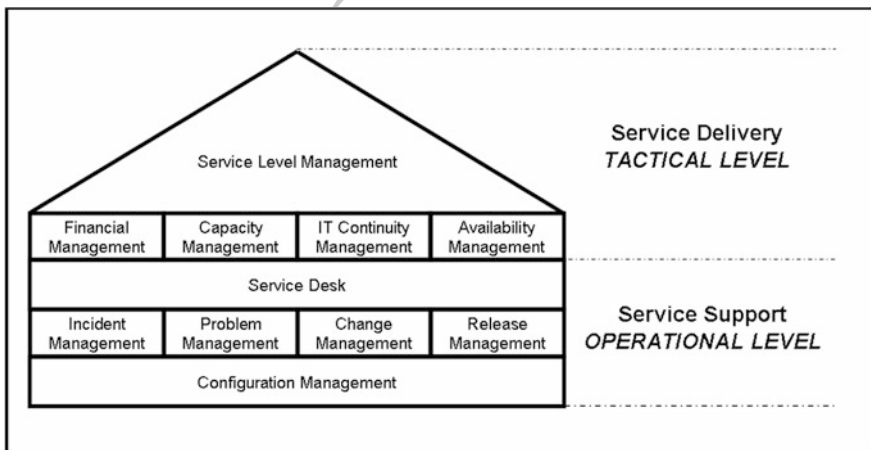 Service Level Management
Service Delivery
TACTICAL LEVEL
Financial
Management
Capacity
Management
IT Continuity
Management
Availability
Management
Service Desk
Incident
Management
Problem
Management
Change
Management
Release
Management
Service Support
OPERATIONAL LEVEL
Configuration Management